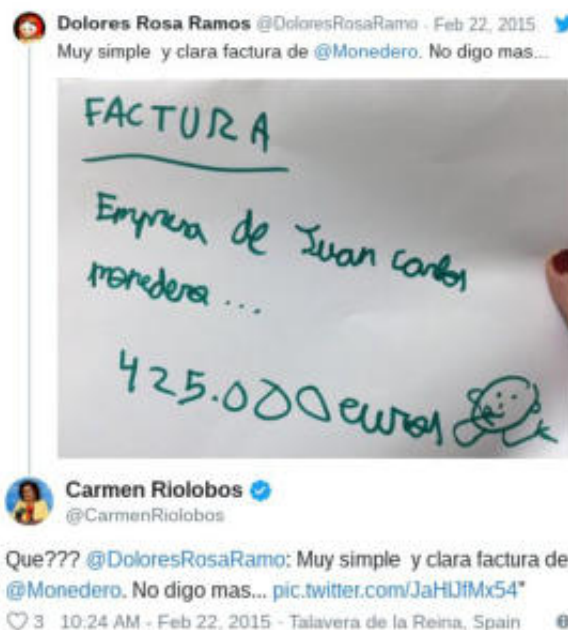 Dolores Rosa Ramos @DoloresRosaRamo · Feb 22, 2015
Muy simple y clara factura de @Monedero. No digo mas...
FACTURA
Empresa de Juan Carlos
monedero ...
425.000 euros
Carmen Riolobos
@CarmenRiolobos
Que??? @DoloresRosaRamo: Muy simple y clara factura de
@Monedero. No digo mas... pic.twitter.com/JaHlJfMx54"
3 10:24 AM - Feb 22, 2015 · Talavera de la Reina, Spain